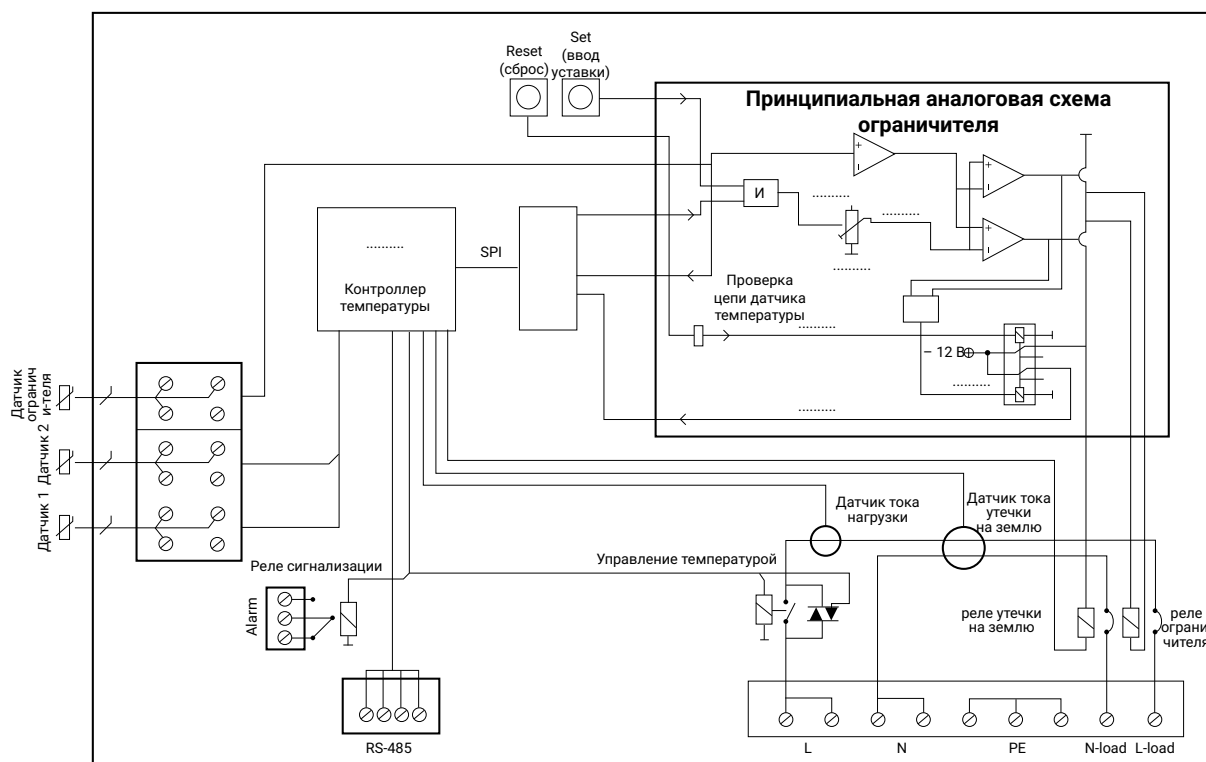 Reset
(сброс)
Set
(ввод
уставки)
Принципиальная аналоговая схема
ограничителя
И
..........
..........
..........
..........
SPI
Контроллер
температуры
Проверка
цепи датчика
температуры
..........
– 12 В
..........
..........
Датчик
огранич
и-теля
Датчик 2
Датчик 1
Датчик тока
нагрузки
Датчик тока
утечки
на землю
Реле сигнализации
Управление температурой
Alarm
реле утечки
на землю
реле
ограни
чителя
RS-485
L
N
PE
N-load
L-load